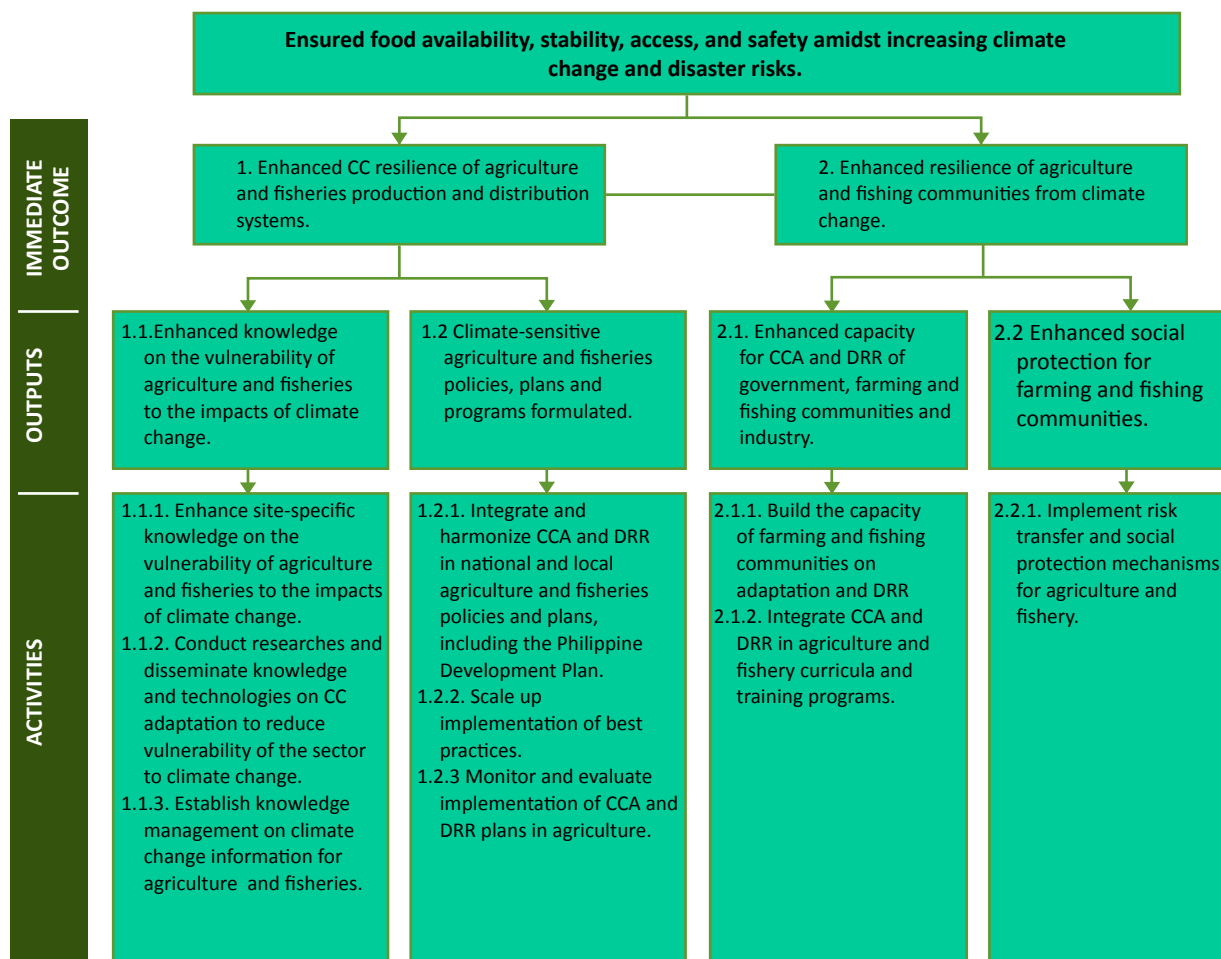 Ensured food availability, stability, access, and safety amidst increasing climate
change and disaster risks.
IMMEDIATE
OUTCOME
1. Enhanced CC resilience of agriculture
and fisheries production and distribution
systems.
2. Enhanced resilience of agriculture
and fishing communities from climate
change.
OUTPUTS
1.1.Enhanced knowledge
on the vulnerability of
agriculture and fisheries
to the impacts of climate
change.
1.2 Climate-sensitive
agriculture and fisheries
policies, plans and
programs formulated.
2.1. Enhanced capacity
for CCA and DRR of
government, farming and
fishing communities and
industry.
2.2 Enhanced social
protection for
farming and fishing
communities.
ACTIVITIES
1.1.1. Enhance site-specific
knowledge on the
vulnerability of agriculture
and fisheries to the impacts
of climate change.
1.1.2. Conduct researches and
disseminate knowledge
and technologies on CC
adaptation to reduce
vulnerability of the sector
to climate change.
1.1.3. Establish knowledge
management on climate
change information for
agriculture and fisheries.
1.2.1. Integrate and
harmonize CCA and DRR
in national and local
agriculture and fisheries
policies and plans,
including the Philippine
Development Plan.
1.2.2. Scale up
implementation of best
practices.
1.2.3 Monitor and evaluate
implementation of CCA and
DRR plans in agriculture.
2.1.1. Build the capacity
of farming and fishing
communities on
adaptation and DRR
2.1.2. Integrate CCA and
DRR in agriculture and
fishery curricula and
training programs.
2.2.1. Implement risk
transfer and social
protection mechanisms
for agriculture and
fishery.